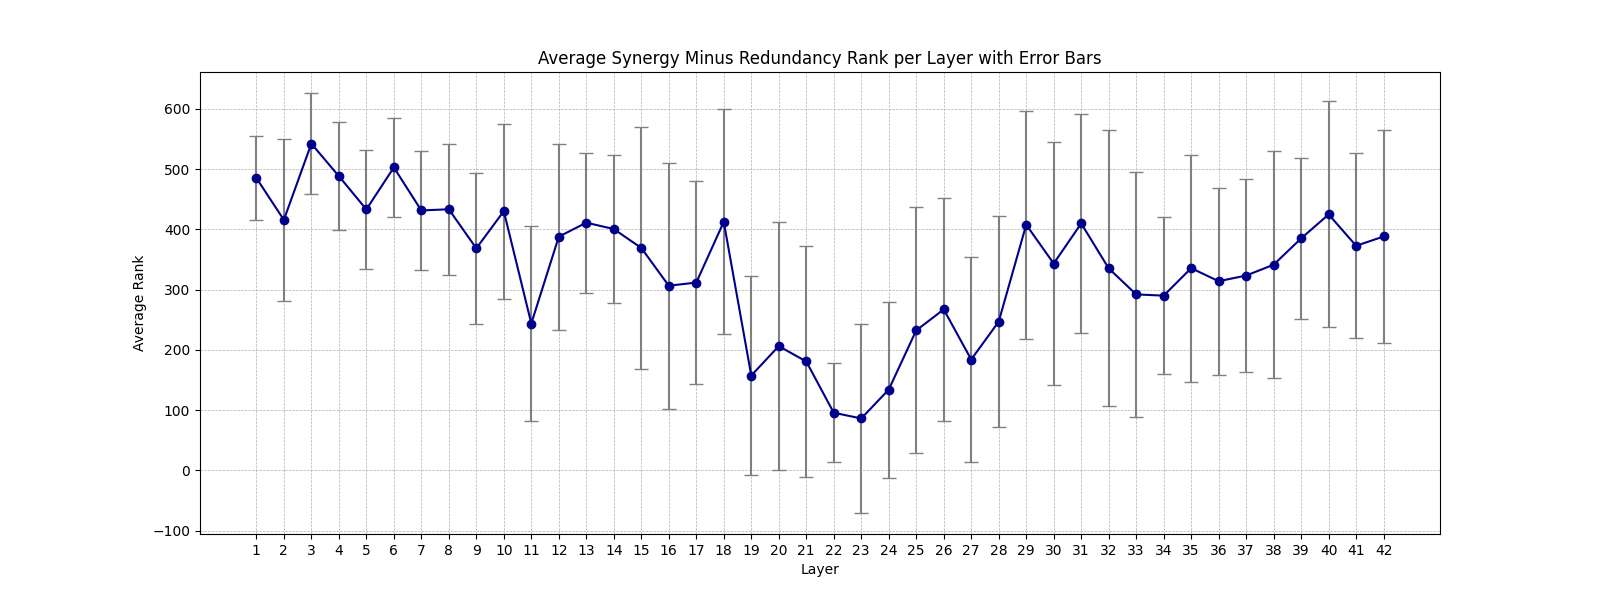 Average Synergy Minus Redundancy Rank per Layer with Error Bars
600
500
400
300
200
100
0
−100
Average Rank
1 2 3 4 5 6 7 8 9 10 11 12 13 14 15 16 17 18 19 20 21 22 23 24 25 26 27 28 29 30 31 32 33 34 35 36 37 38 39 40 41 42
Layer